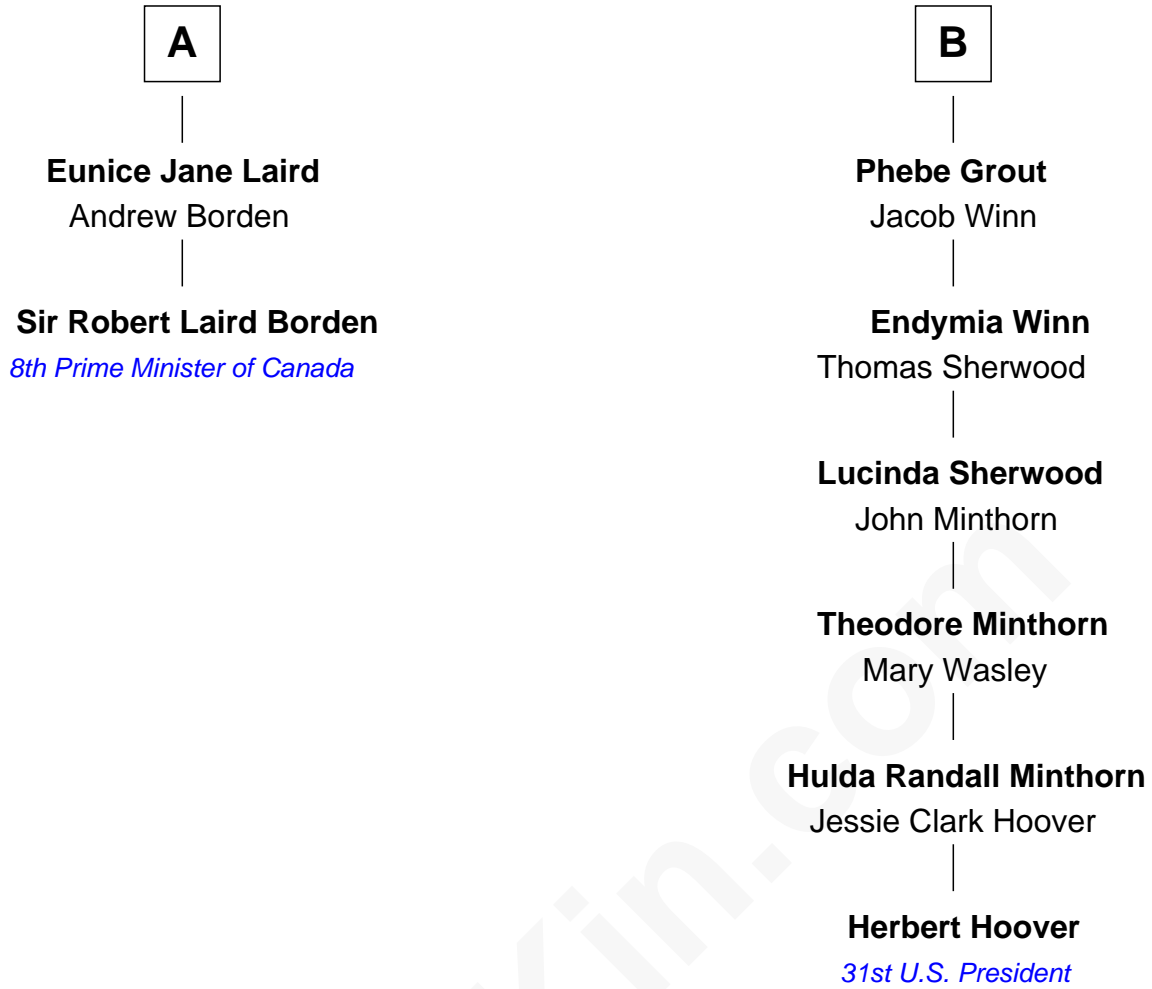 A
Eunice Jane Laird
Andrew Borden
Sir Robert Laird Borden
8th Prime Minister of Canada
B
Phebe Grout
Jacob Winn
Endymia Winn
Thomas Sherwood
Lucinda Sherwood
John Minthorn
Theodore Minthorn
Mary Wasley
Hulda Randall Minthorn
Jessie Clark Hoover
Herbert Hoover
31st U.S. President